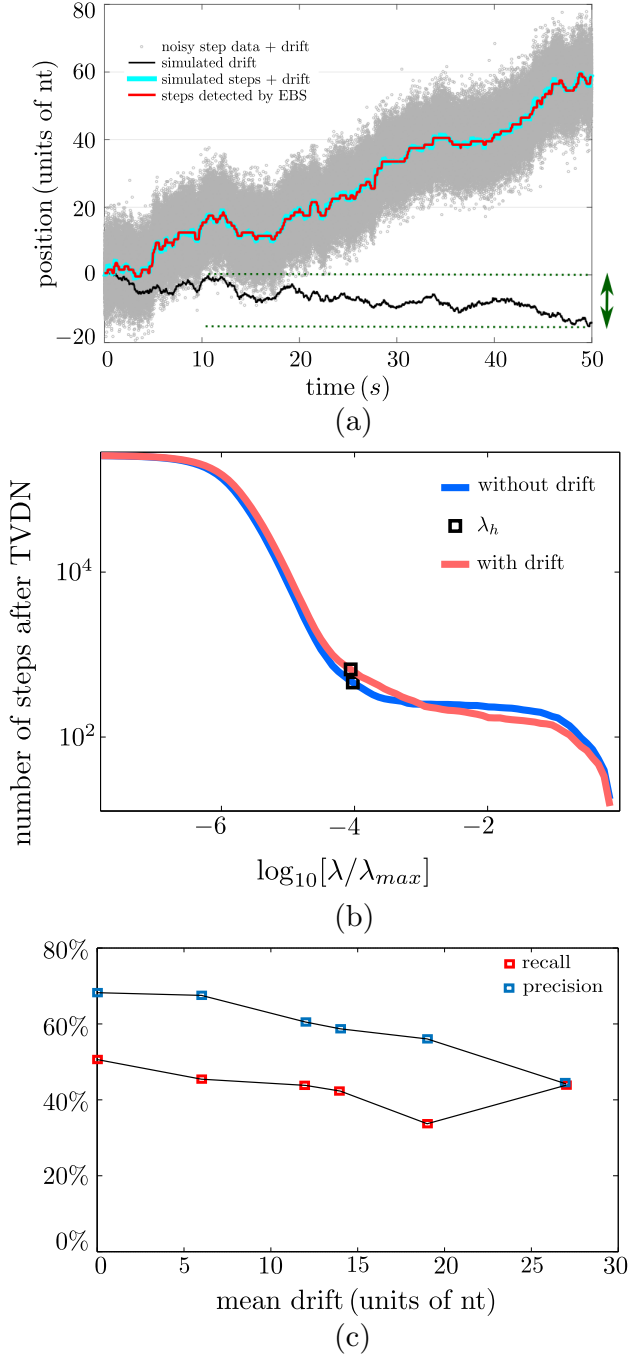 60
40
20
0
−20
position (units of nt)
noisy step data + drift
simulated drift
simulated steps + drift
steps detected by EBS
0 10 20 30 40 50
time (s)
(a)
number of steps after TVDN
10^4
10^2
without drift
λ_h
with drift
−6 −4 −2
log_10[λ/λ_max]
(b)
80%
60%
40%
20%
0%
recall
precision
0 5 10 15 20 25 30
mean drift (units of nt)
(c)